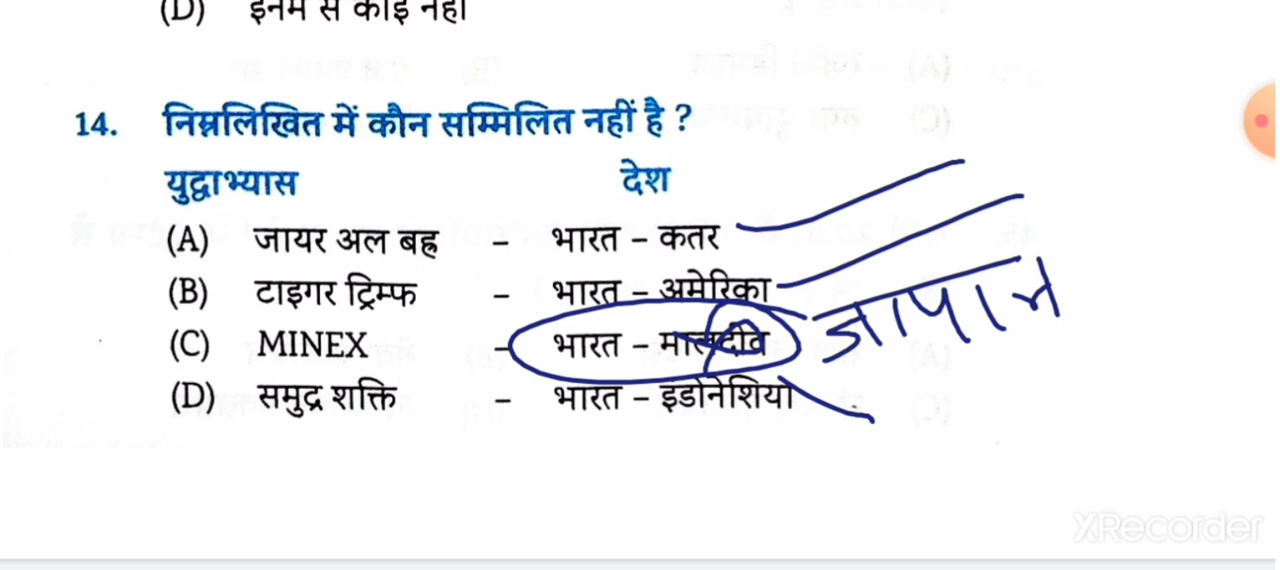 (D) इनमें से कोई नहीं
14. निम्नलिखित में कौन सम्मिलित नहीं है ?
युद्वाभ्यास देश
(A) जायर अल बह्र – भारत – कतर
(B) टाइगर ट्रिम्फ – भारत – अमेरिका
(C) MINEX – भारत – मालदीव जापान
(D) समुद्र शक्ति – भारत – इंडोनेशिया
XRecorder